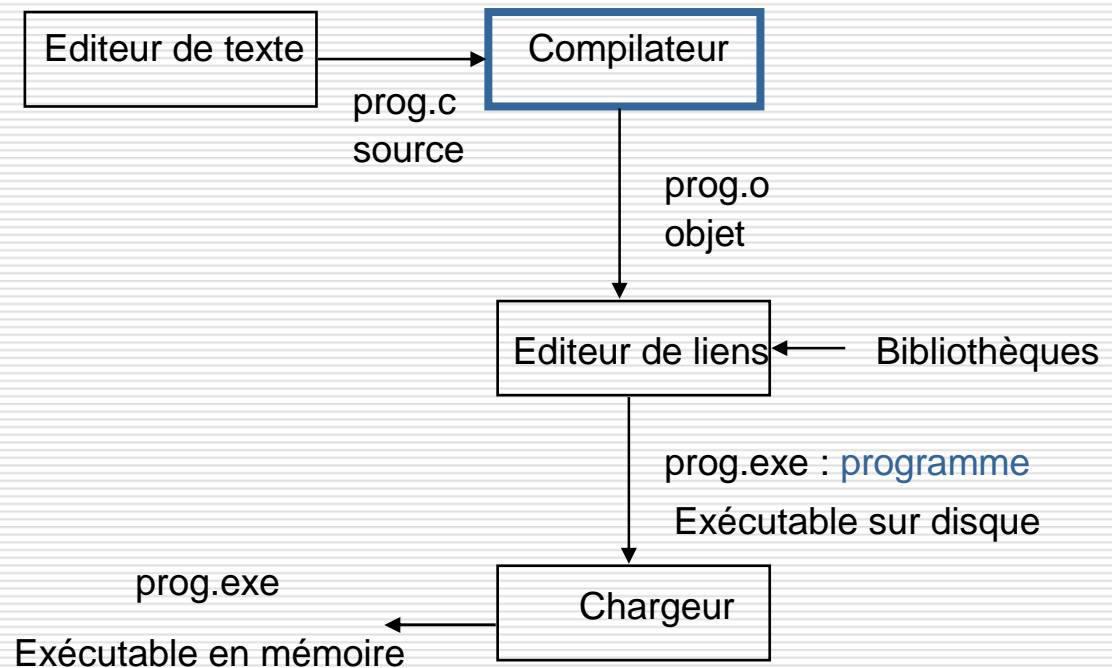 Editeur de texte
Compilateur
prog.c
source
prog.o
objet
Editeur de liens
Bibliothèques
prog.exe : programme
Exécutable sur disque
Chargeur
prog.exe
Exécutable en mémoire